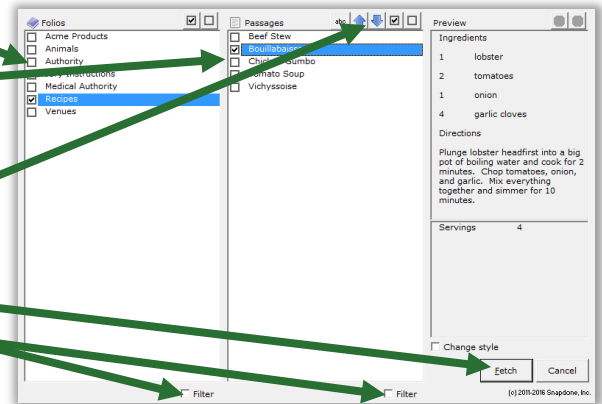 Folios
Acme Products
Animals
Authority
Instructions
Medical Authority
Recipes
Venues
Filter
Passages
abc
Beef Stew
Bouillabaisse
Chicken Gumbo
Tomato Soup
Vichyssoise
Filter
Preview
Ingredients
1 lobster
2 tomatoes
1 onion
4 garlic cloves
Directions
Plunge lobster headfirst into a big
pot of boiling water and cook for 2
minutes. Chop tomatoes, onion,
and garlic. Mix everything
together and simmer for 10
minutes.
Servings 4
Change style
Fetch Cancel
(c) 2011-2016 Snapdone, Inc.